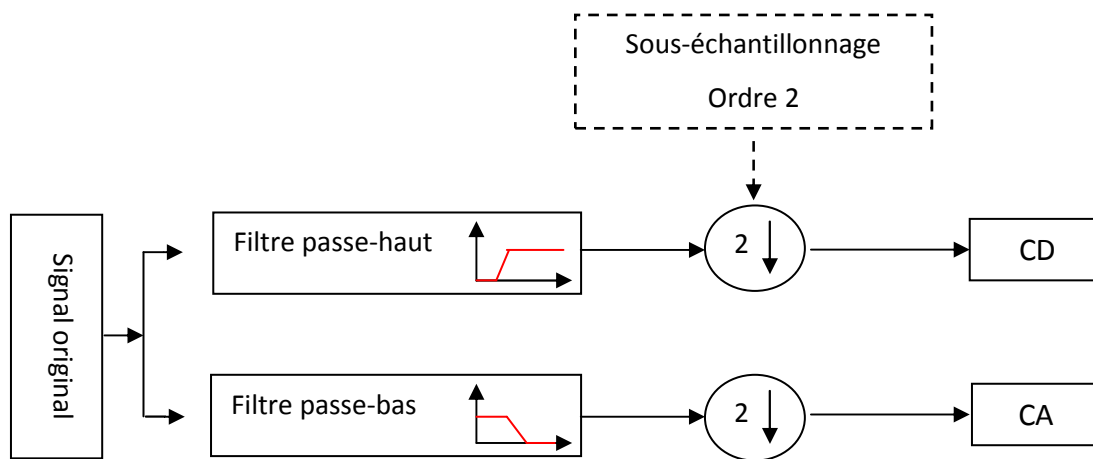 Sous-échantillonnage
Ordre 2
Signal original
Filtre passe-haut
2
CD
Filtre passe-bas
2
CA